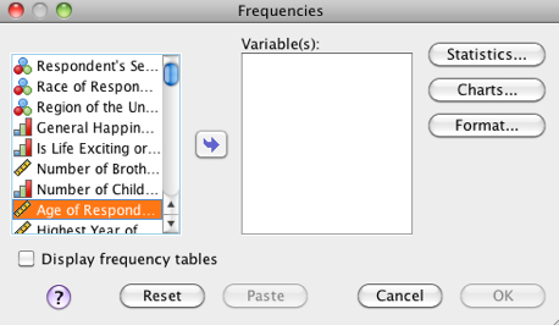 Frequencies
Variable(s):
Respondent's Se...
Race of Respon...
Region of the Un...
General Happin...
Is Life Exciting or...
Number of Broth...
Number of Child...
Age of Respond...
Highest Year of
Statistics...
Charts...
Format...
Display frequency tables
?
Reset
Paste
Cancel
OK